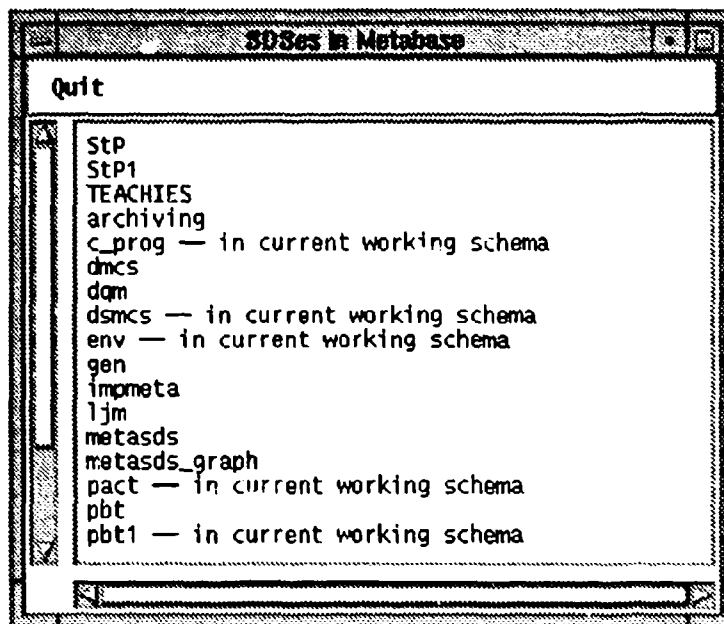 SDSes in Metabase
Quit
StP
StP1
TEACHIES
archiving
c_prog — in current working schema
dmcs
dqm
dsmcs — in current working schema
env — in current working schema
gen
impmeta
ljm
metasds
metasds_graph
pact — in current working schema
pbt
pbt1 — in current working schema